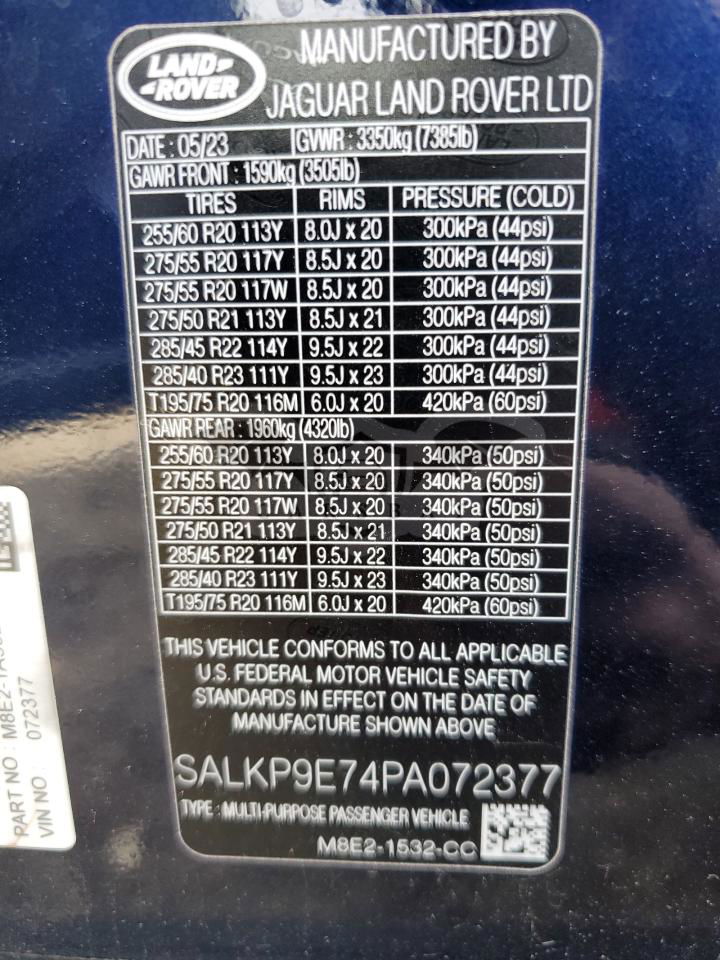 LAND ROVER
MANUFACTURED BY
JAGUAR LAND ROVER LTD
DATE : 05/23 GVWR : 3350kg (7385lb)
GAWR FRONT : 1590kg (3505lb)
TIRES RIMS PRESSURE (COLD)
255/60 R20 113Y 8.0J x 20 300kPa (44psi)
275/55 R20 117Y 8.5J x 20 300kPa (44psi)
275/55 R20 117W 8.5J x 20 300kPa (44psi)
275/50 R21 113Y 8.5J x 21 300kPa (44psi)
285/45 R22 114Y 9.5J x 22 300kPa (44psi)
285/40 R23 111Y 9.5J x 23 300kPa (44psi)
T195/75 R20 116M 6.0J x 20 420kPa (60psi)
GAWR REAR : 1960kg (4320lb)
255/60 R20 113Y 8.0J x 20 340kPa (50psi)
275/55 R20 117Y 8.5J x 20 340kPa (50psi)
275/55 R20 117W 8.5J x 20 340kPa (50psi)
275/50 R21 113Y 8.5J x 21 340kPa (50psi)
285/45 R22 114Y 9.5J x 22 340kPa (50psi)
285/40 R23 111Y 9.5J x 23 340kPa (50psi)
T195/75 R20 116M 6.0J x 20 420kPa (60psi)
THIS VEHICLE CONFORMS TO ALL APPLICABLE
U.S. FEDERAL MOTOR VEHICLE SAFETY
STANDARDS IN EFFECT ON THE DATE OF
MANUFACTURE SHOWN ABOVE
SALKP9E74PA072377
TYPE : MULTI-PURPOSE PASSENGER VEHICLE
M8E2-1532-CC
PART NO :
VIN NO : 072377